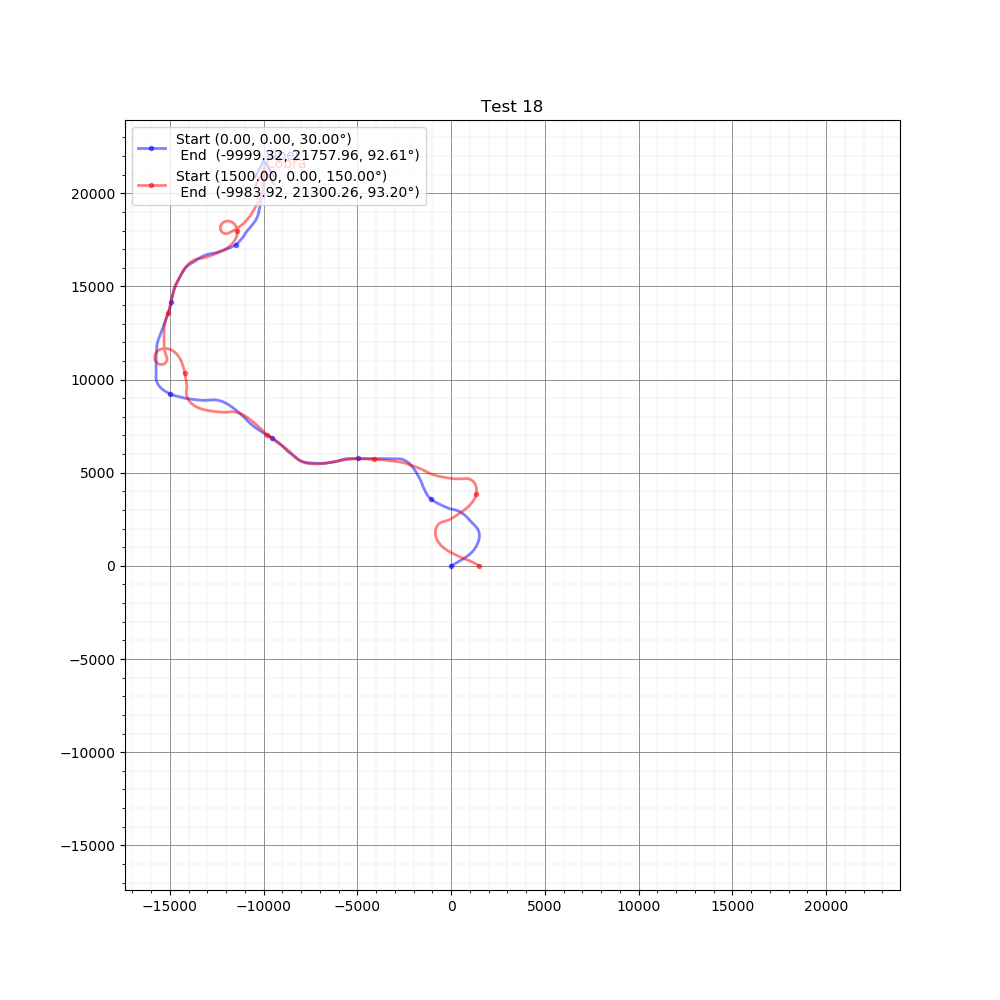 Test 18
Start (0.00, 0.00, 30.00°)
End (-9999.32, 21757.96, 92.61°)
Start (1500.00, 0.00, 150.00°)
End (-9983.92, 21300.26, 93.20°)
Cobra
20000
15000
10000
5000
0
−5000
−10000
−15000
−15000 −10000 −5000 0 5000 10000 15000 20000